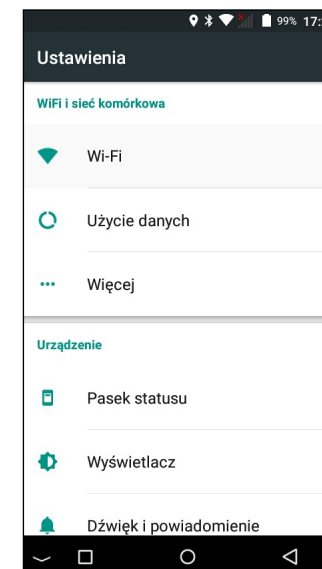 99% 17:
Ustawienia
WiFi i sieć komórkowa
Wi-Fi
Użycie danych
Więcej
Urządzenie
Pasek statusu
Wyświetlacz
Dźwięk i powiadomienie